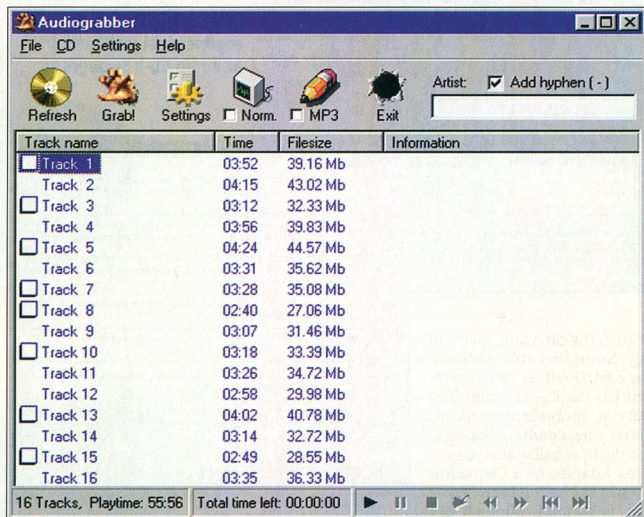 Audiograbber
File CD Settings Help
Artist: Add hyphen ( - )
Refresh Grab! Settings Norm. MP3 Exit
Track name Time Filesize Information
Track 1 03:52 39.16 Mb
Track 2 04:15 43.02 Mb
Track 3 03:12 32.33 Mb
Track 4 03:56 39.83 Mb
Track 5 04:24 44.57 Mb
Track 6 03:31 35.62 Mb
Track 7 03:28 35.08 Mb
Track 8 02:40 27.06 Mb
Track 9 03:07 31.46 Mb
Track 10 03:18 33.39 Mb
Track 11 03:26 34.72 Mb
Track 12 02:58 29.98 Mb
Track 13 04:02 40.78 Mb
Track 14 03:14 32.72 Mb
Track 15 02:49 28.55 Mb
Track 16 03:35 36.33 Mb
16 Tracks, Playtime: 55:56 Total time left: 00:00:00